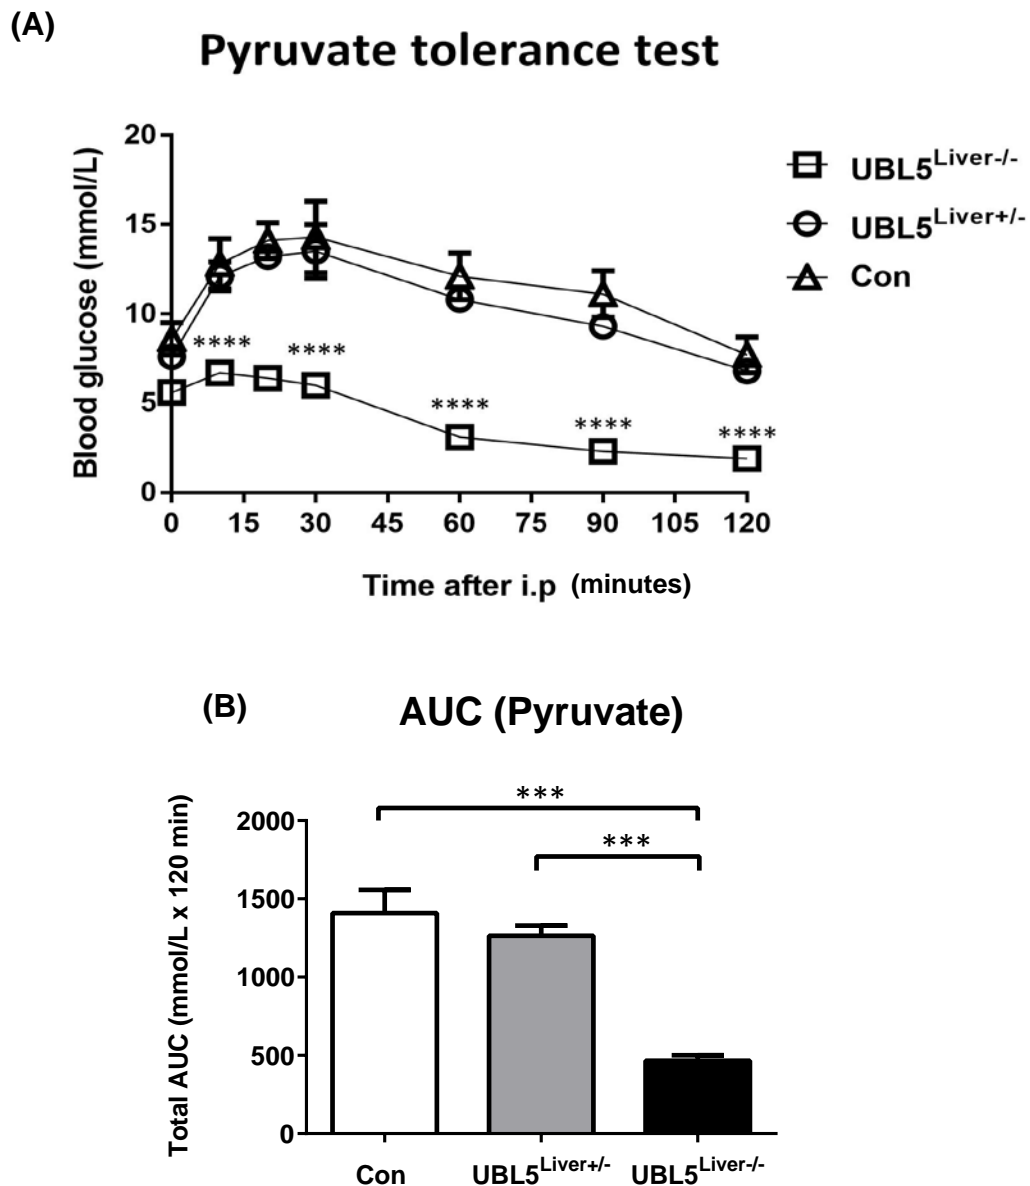 (A)
Pyruvate tolerance test
Blood glucose (mmol/L)
20
15
10
5
0
0 15 30 45 60 75 90 105 120
Time after i.p (minutes)
**** **** **** **** ****
UBL5Liver-/-
UBL5Liver+/-
Con
(B)
AUC (Pyruvate)
Total AUC (mmol/L x 120 min)
2000
1500
1000
500
0
***
***
Con UBL5Liver+/- UBL5Liver-/-